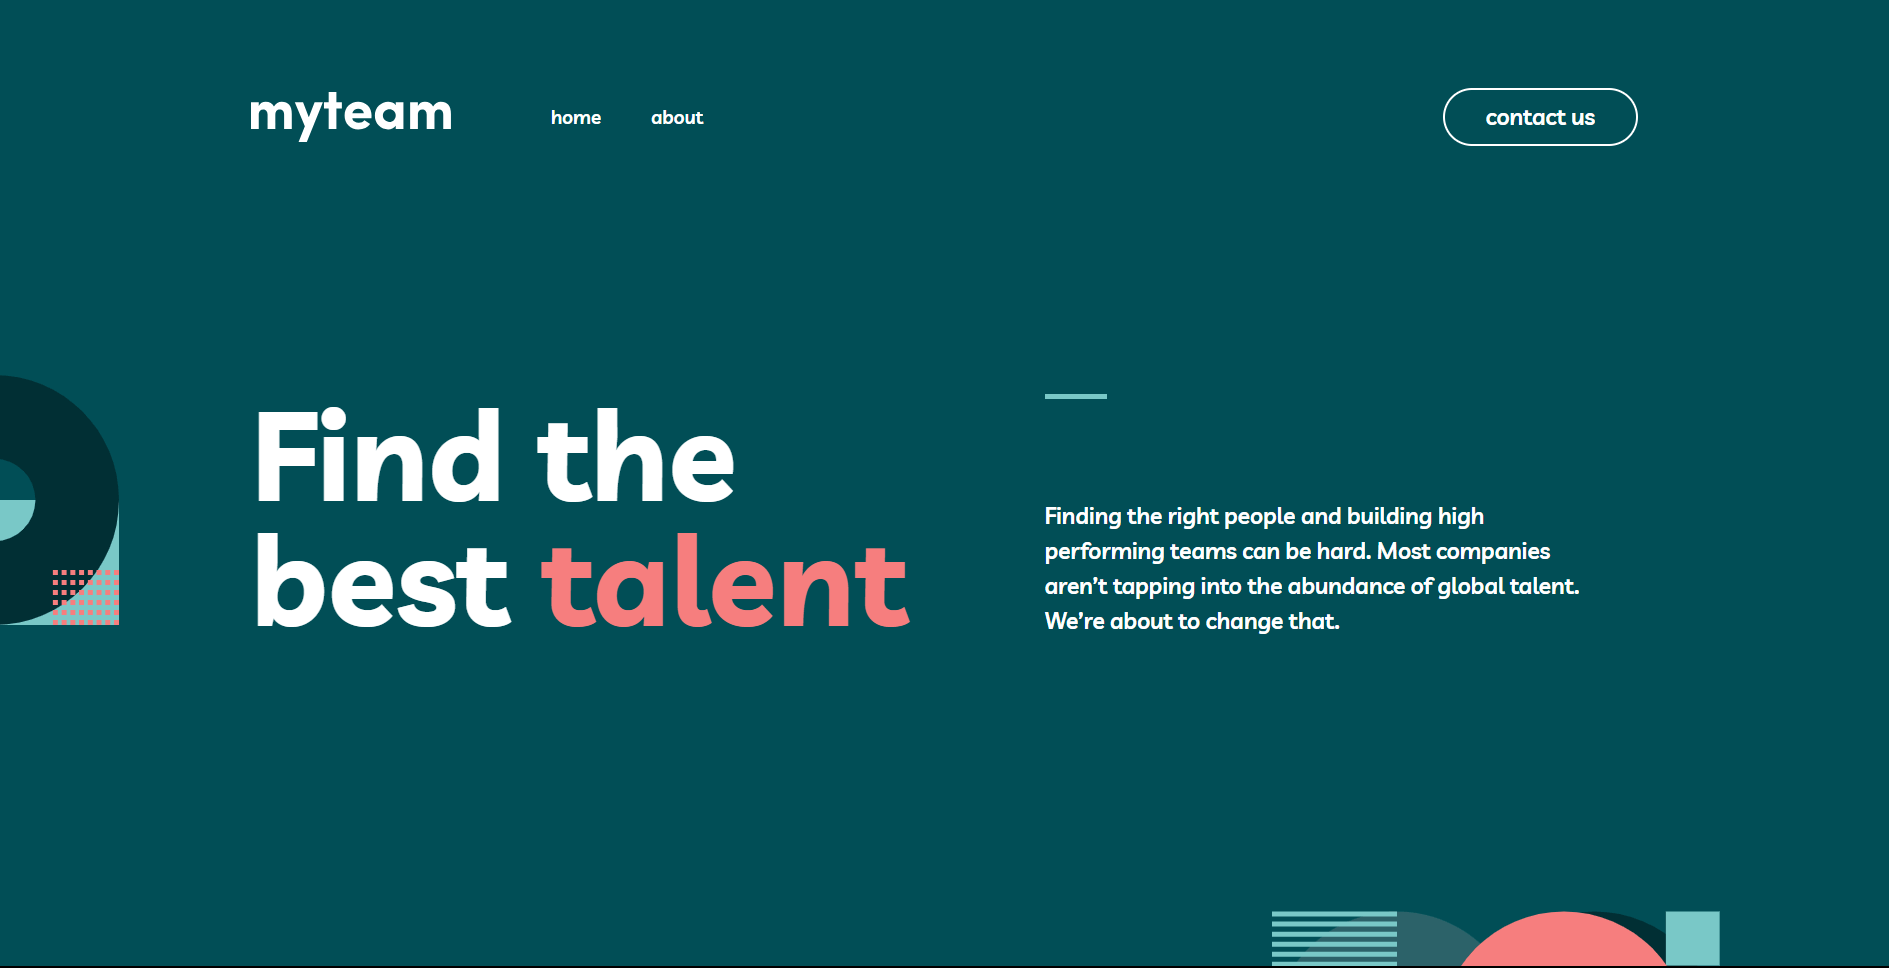 myteam
home
about
contact us
Find the
best talent
Finding the right people and building high
performing teams can be hard. Most companies
aren’t tapping into the abundance of global talent.
We’re about to change that.